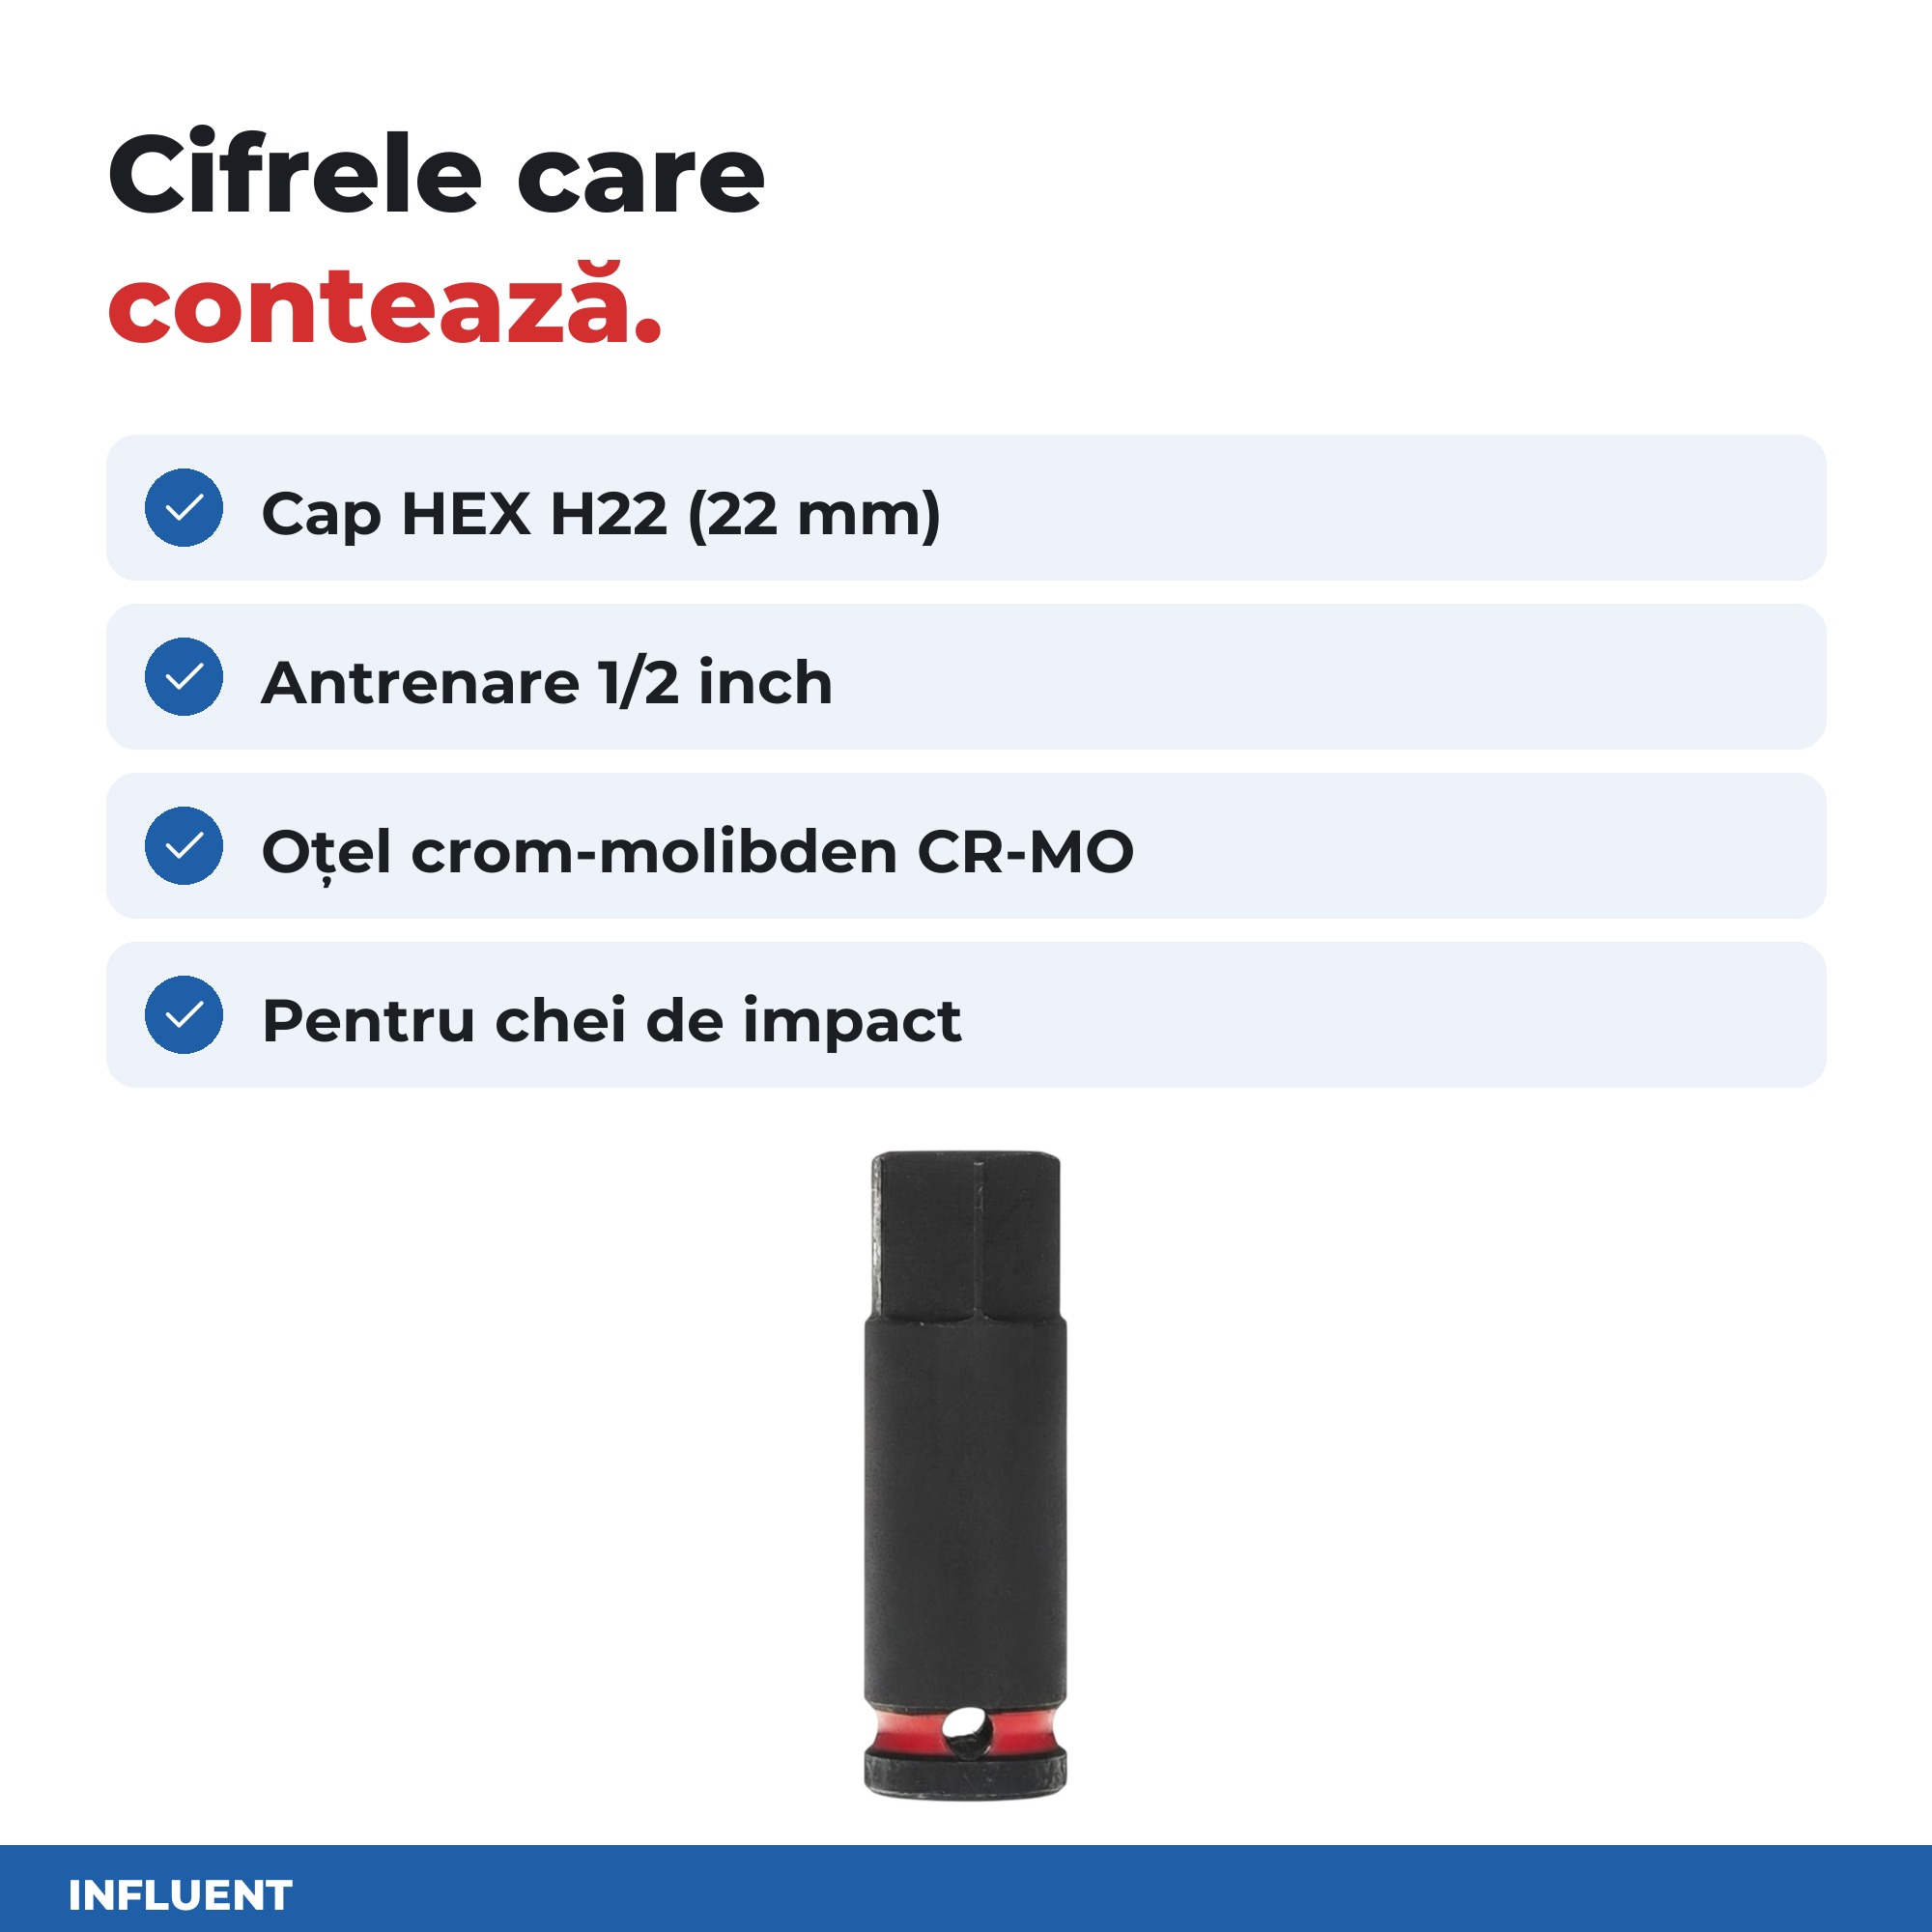 Cifrele care
contează.
Cap HEX H22 (22 mm)
Antrenare 1/2 inch
Oțel crom-molibden CR-MO
Pentru chei de impact
INFLUENT